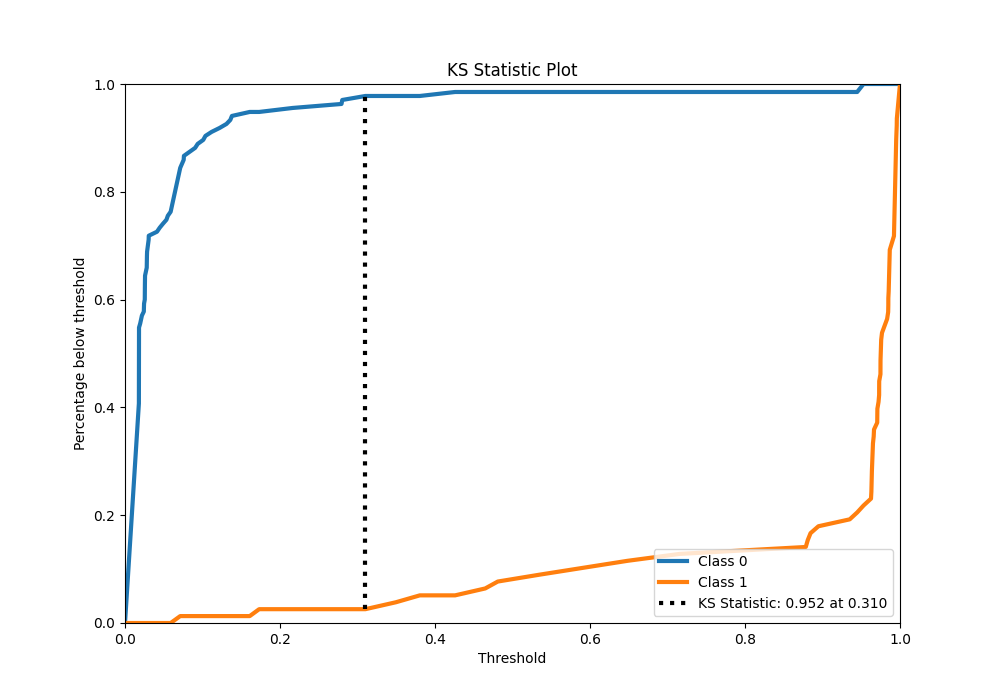 KS Statistic Plot
1.0
0.8
0.6
0.4
0.2
0.0
Percentage below threshold
0.0 0.2 0.4 0.6 0.8 1.0
Threshold
Class 0
Class 1
KS Statistic: 0.952 at 0.310